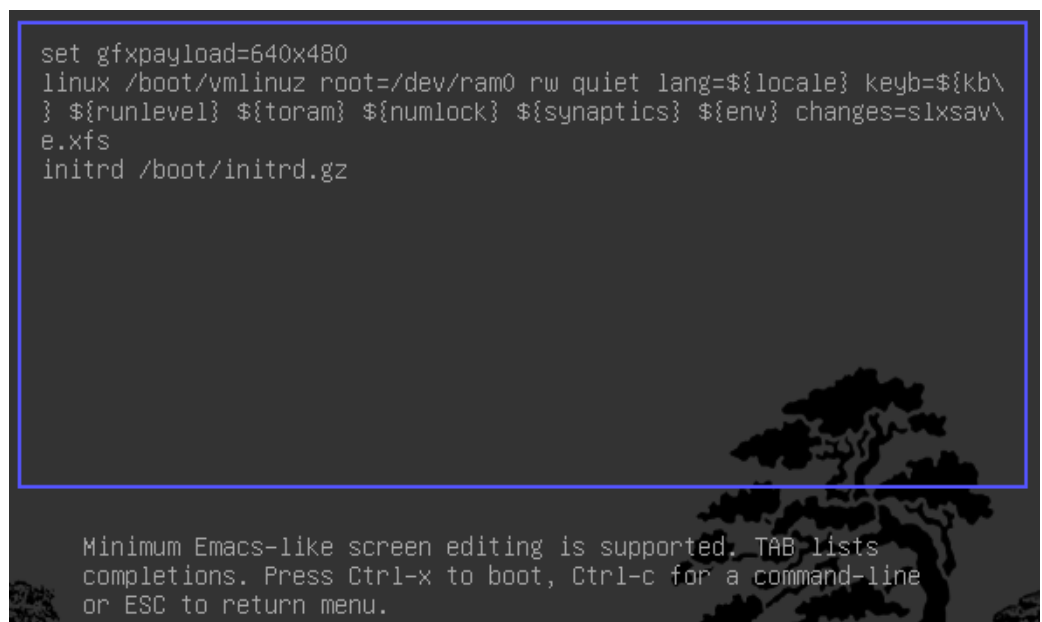 set gfxpayload=640x480
linux /boot/vmlinuz root=/dev/ram0 rw quiet lang=${locale} keyb=${kb\
} ${runlevel} ${toram} ${numlock} ${synaptics} ${env} changes=slxsav\
e.xfs
initrd /boot/initrd.gz
Minimum Emacs-like screen editing is supported. TAB lists
completions. Press Ctrl-x to boot, Ctrl-c for a command-line
or ESC to return menu.